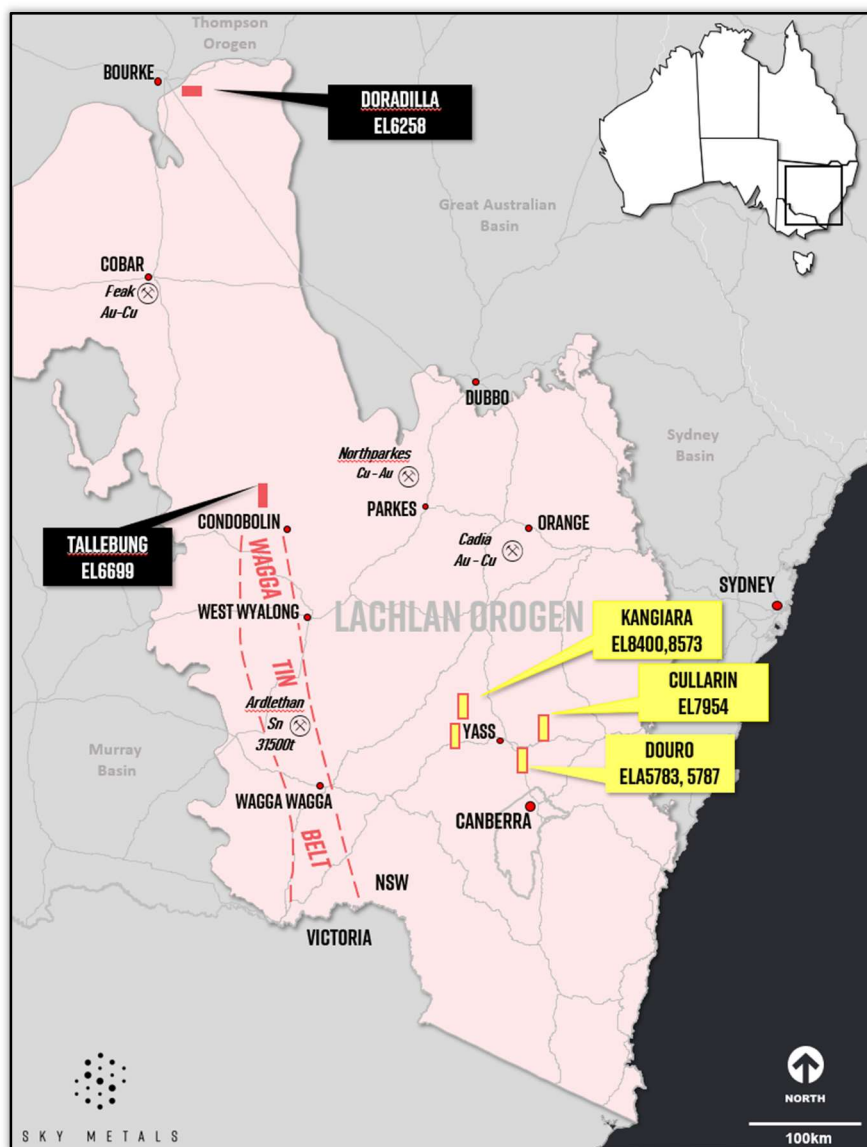 Thompson
Orogen
BOURKE
DORADILLA
EL6258
Great Australian
Basin
COBAR
Peak
Au-Cu
DUBBO
Sydney
Basin
Northparkes
Cu - Au
PARKES
ORANGE
Cadia
Au - Cu
CONDOBOLIN
TALLEBUNG
EL6699
WAGGA
TIN
BELT
WEST WYALONG
LACHLAN OROGEN
SYDNEY
KANGIARA
EL8400,8573
CULLARIN
EL7954
YASS
DOURO
ELA5783, 5787
Ardlethan
Sn
31500t
Murray
Basin
WAGGA WAGGA
CANBERRA
NSW
VICTORIA
SKY METALS
NORTH
100km